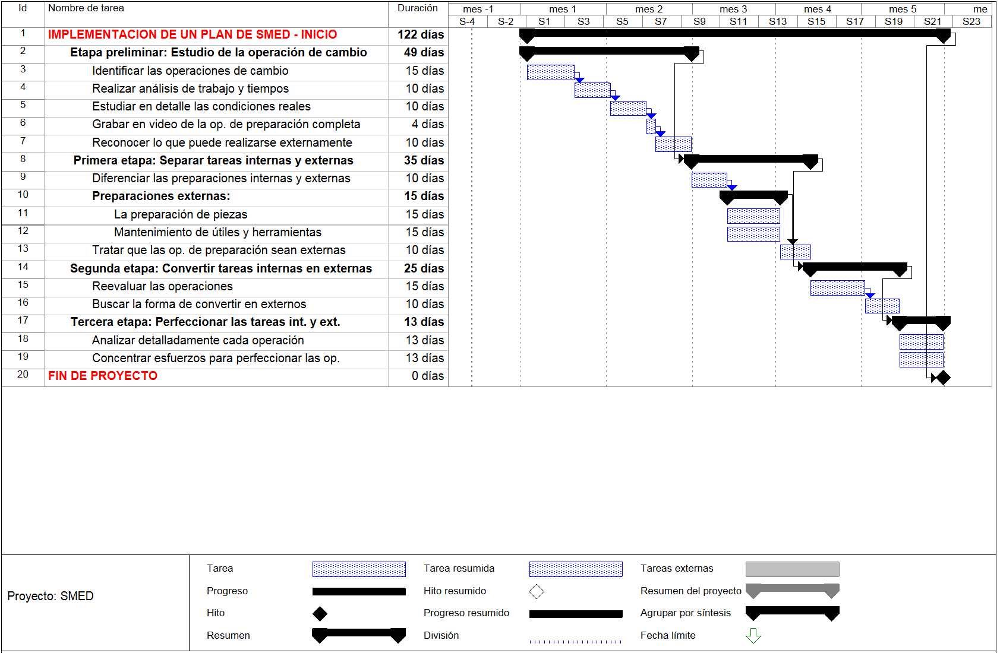 Id Nombre de tarea Duración mes -1 mes 1 mes 2 mes 3 mes 4 mes 5 me
S-4 S-2 S1 S3 S5 S7 S9 S11 S13 S15 S17 S19 S21 S23
1 IMPLEMENTACION DE UN PLAN DE SMED - INICIO 122 días
2 Etapa preliminar: Estudio de la operación de cambio 49 días
3 Identificar las operaciones de cambio 15 días
4 Realizar análisis de trabajo y tiempos 10 días
5 Estudiar en detalle las condiciones reales 10 días
6 Grabar en video de la op. de preparación completa 4 días
7 Reconocer lo que puede realizarse externamente 10 días
8 Primera etapa: Separar tareas internas y externas 35 días
9 Diferenciar las preparaciones internas y externas 10 días
10 Preparaciones externas: 15 días
11 La preparación de piezas 15 días
12 Mantenimiento de útiles y herramientas 15 días
13 Tratar que las op. de preparación sean externas 10 días
14 Segunda etapa: Convertir tareas internas en externas 25 días
15 Reevaluar las operaciones 15 días
16 Buscar la forma de convertir en externos 10 días
17 Tercera etapa: Perfeccionar las tareas int. y ext. 13 días
18 Analizar detalladamente cada operación 13 días
19 Concentrar esfuerzos para perfeccionar las op. 13 días
20 FIN DE PROYECTO 0 días
Proyecto: SMED
Tarea Tarea resumida Tareas externas
Progreso Hito resumido Resumen del proyecto
Hito Progreso resumido Agrupar por síntesis
Resumen División Fecha límite